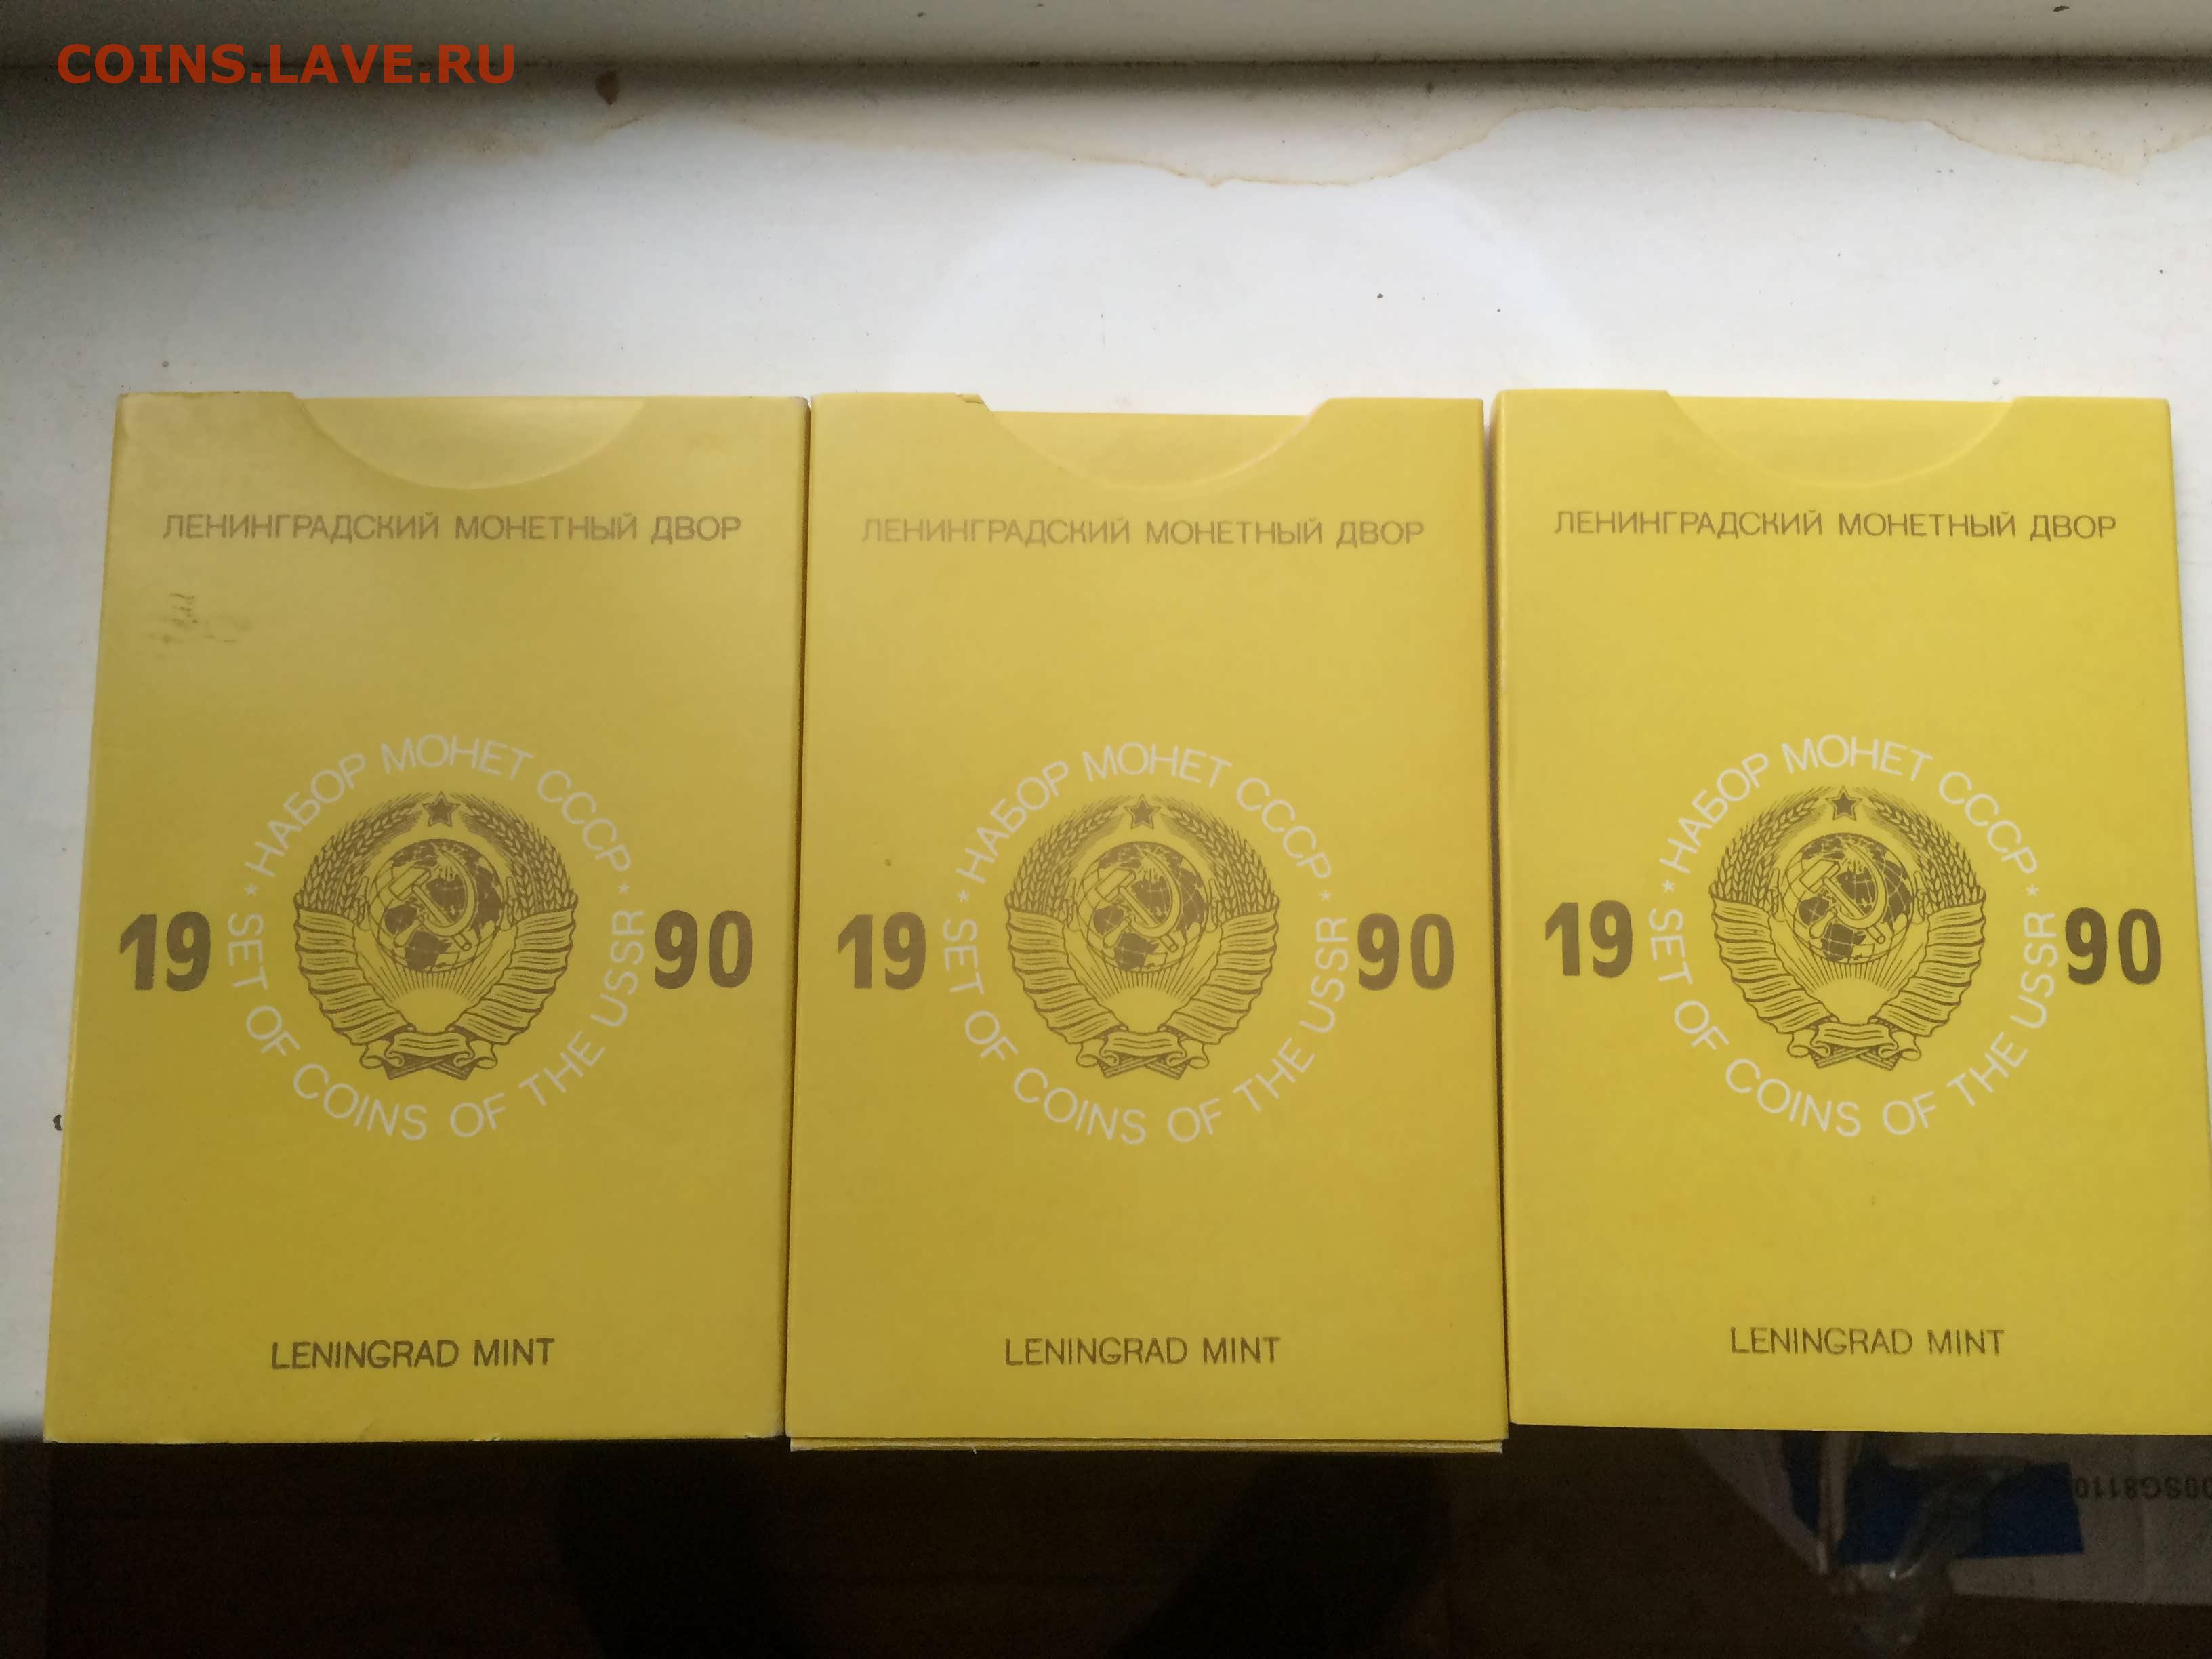 COINS.LAVE.RU
ЛЕНИНГРАДСКИЙ МОНЕТНЫЙ ДВОР
* НАБОР МОНЕТ СССР *
SET OF COINS OF THE USSR
19 90
LENINGRAD MINT
ЛЕНИНГРАДСКИЙ МОНЕТНЫЙ ДВОР
* НАБОР МОНЕТ СССР *
SET OF COINS OF THE USSR
19 90
LENINGRAD MINT
ЛЕНИНГРАДСКИЙ МОНЕТНЫЙ ДВОР
* НАБОР МОНЕТ СССР *
SET OF COINS OF THE USSR
19 90
LENINGRAD MINT